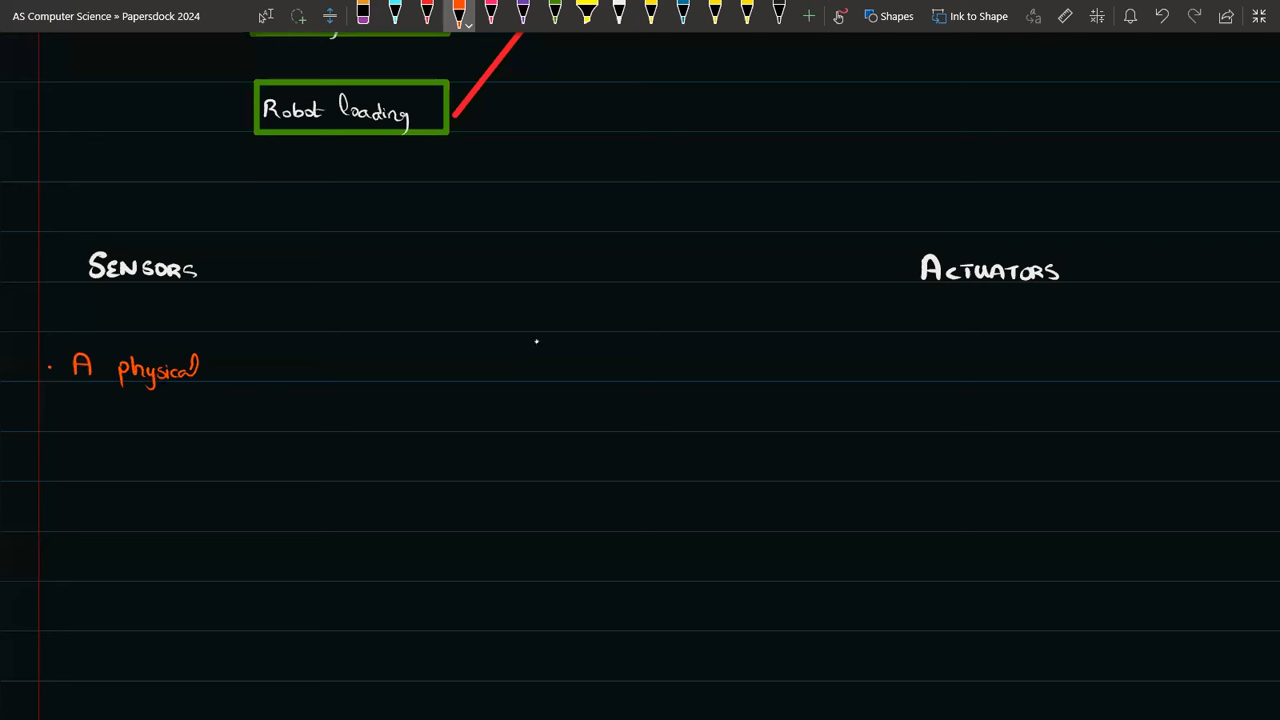 AS Computer Science » Papersdock 2024
Shapes
Ink to Shape
Robot loading
SENSORS
ACTUATORS
· A physical